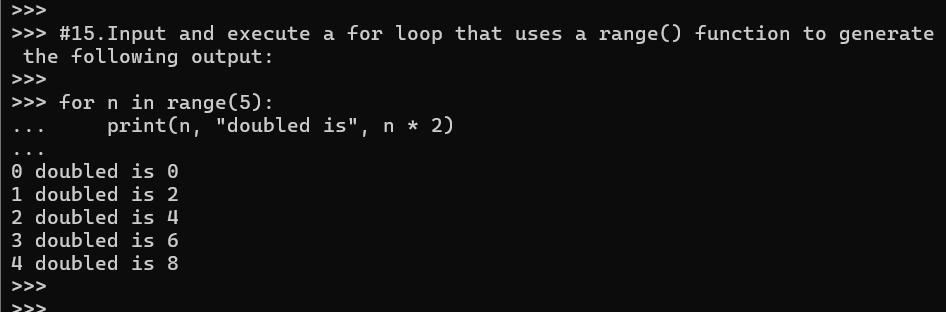 >>>
>>> #15.Input and execute a for loop that uses a range() function to generate
 the following output:
>>>
>>> for n in range(5):
...     print(n, "doubled is", n * 2)
...
0 doubled is 0
1 doubled is 2
2 doubled is 4
3 doubled is 6
4 doubled is 8
>>>
>>>